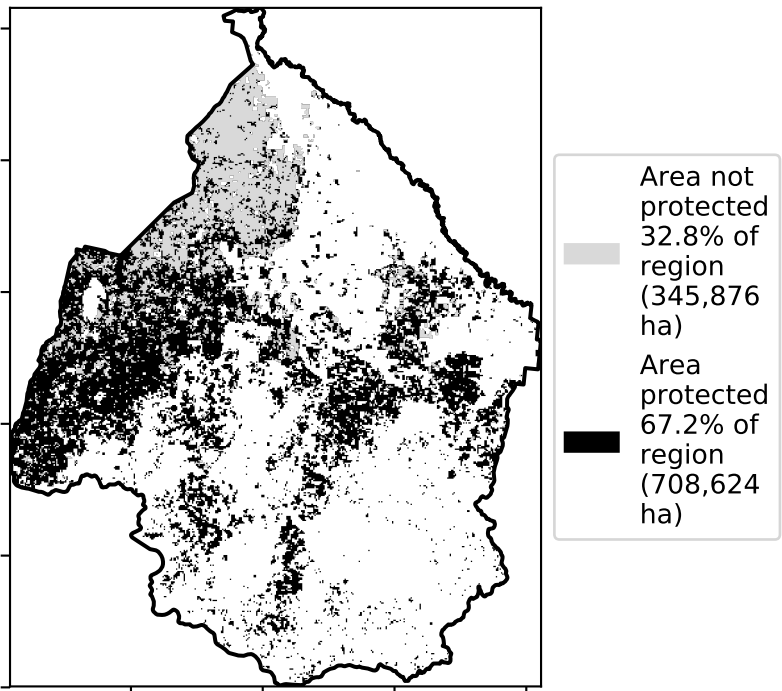 Area not
protected
32.8% of
region
(345,876
ha)
Area
protected
67.2% of
region
(708,624
ha)